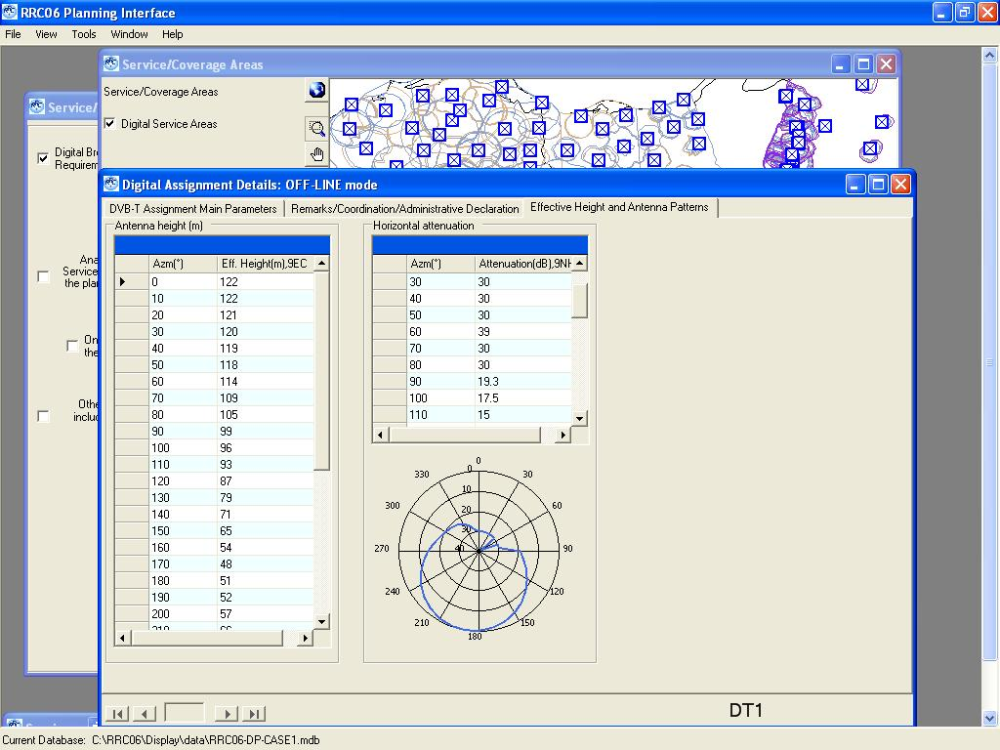 RRC06 Planning Interface
File View Tools Window Help
Service/Coverage Areas
Service/
Service/Coverage Areas
Digital Service Areas
Digital Br
Requirem
Ana
Service
the pla
On
the
Othe
inclu
Digital Assignment Details: OFF-LINE mode
DVB-T Assignment Main Parameters Remarks/Coordination/Administrative Declaration Effective Height and Antenna Patterns
Antenna height (m)
Azm(°) Eff. Height(m),9EC
0 122
10 122
20 121
30 120
40 119
50 118
60 114
70 109
80 105
90 99
100 96
110 93
120 87
130 79
140 71
150 65
160 54
170 48
180 51
190 52
200 57
Horizontal attenuation
Azm(°) Attenuation(dB),9NH
30 30
40 30
50 30
60 39
70 30
80 30
90 19.3
100 17.5
110 15
0
330 0 30
10
300 20 60
30
270 40 90
240 120
210 150
180
DT1
Current Database: C:\RRC06\Display\data\RRC06-DP-CASE1.mdb